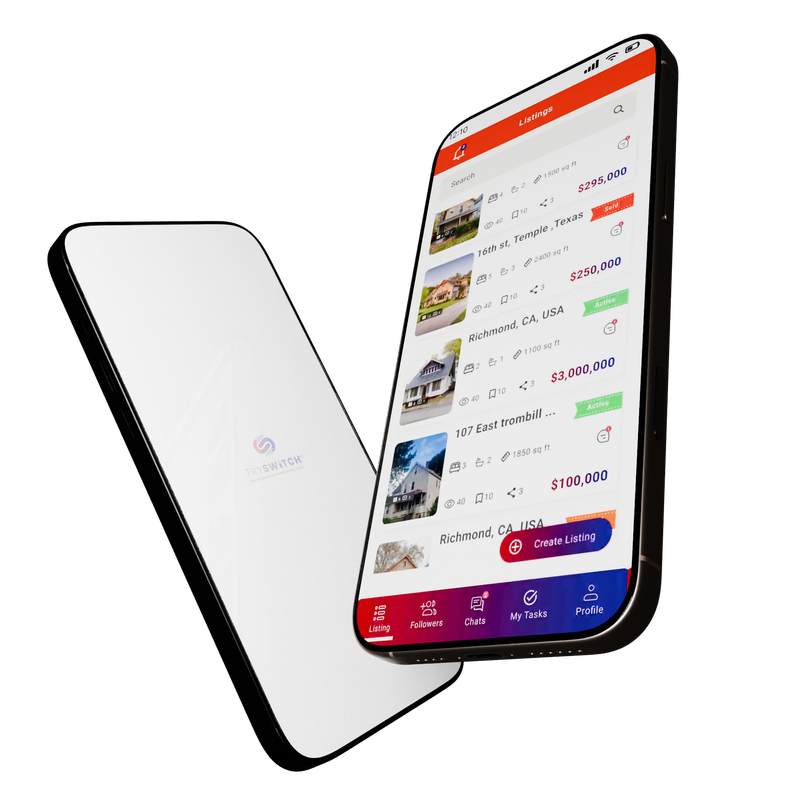 TRYSWiTCH
12:10
Listings
Search
4 2 1500 sq ft
40 10 3
$295,000
16th st, Temple ,Texas
Sold
5 3 2400 sq ft
40 10 3
$250,000
Richmond, CA, USA
Active
2 1 1100 sq ft
40 10 3
$3,000,000
107 East trombill ...
Active
3 2 1850 sq ft
40 10 3
$100,000
Richmond, CA, USA
Create Listing
Listing
Followers
Chats
My Tasks
Profile